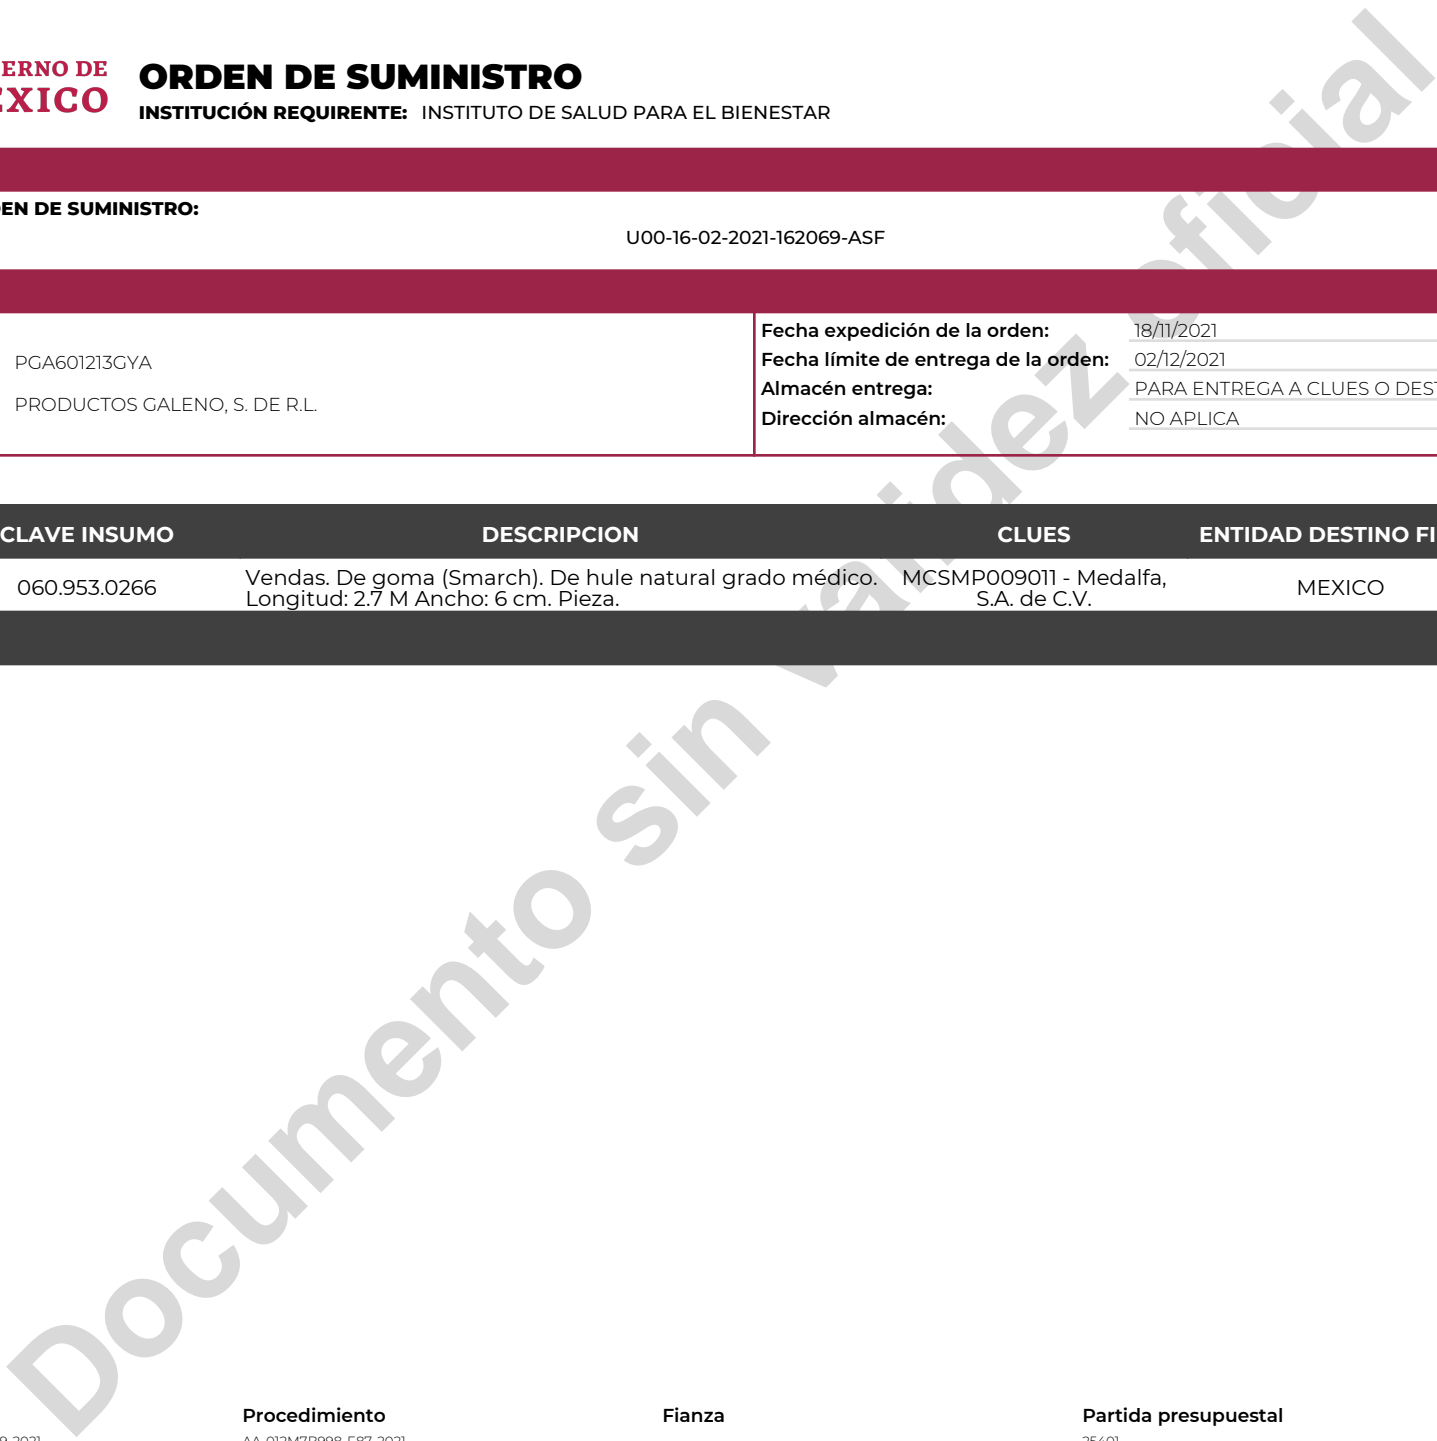 ERNO DE
EXICO
ORDEN DE SUMINISTRO
INSTITUCIÓN REQUIRENTE: INSTITUTO DE SALUD PARA EL BIENESTAR
EN DE SUMINISTRO:
U00-16-02-2021-162069-ASF
PGA601213GYA
PRODUCTOS GALENO, S. DE R.L.
Fecha expedición de la orden: 18/11/2021
Fecha límite de entrega de la orden: 02/12/2021
Almacén entrega: PARA ENTREGA A CLUES O DEST
Dirección almacén: NO APLICA
CLAVE INSUMO DESCRIPCION CLUES ENTIDAD DESTINO FI
060.953.0266 Vendas. De goma (Smarch). De hule natural grado médico. MCSMP009011 - Medalfa, MEXICO
Longitud: 2.7 M Ancho: 6 cm. Pieza. S.A. de C.V.
Documento sin validez oficial
Procedimiento Fianza Partida presupuestal